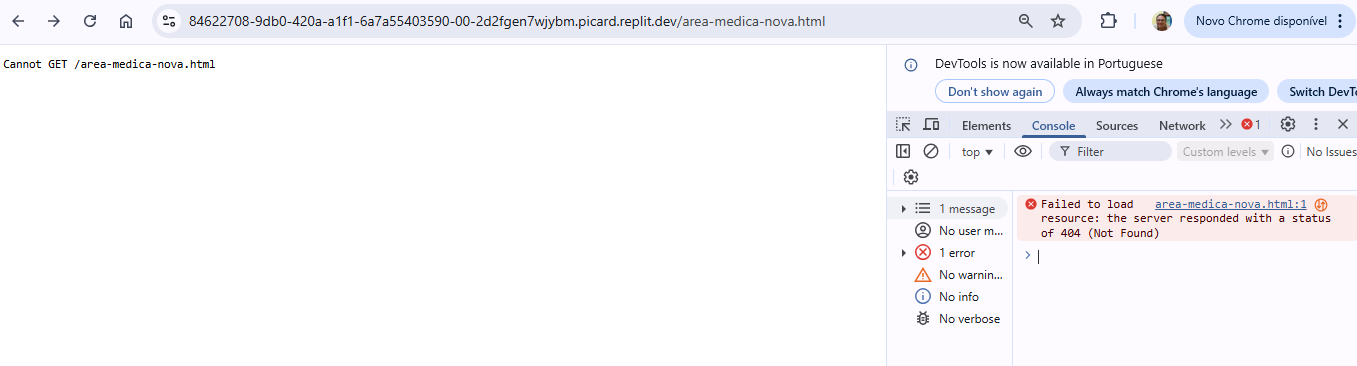 84622708-9db0-420a-a1f1-6a7a55403590-00-2d2fgen7wjybm.picard.replit.dev/area-medica-nova.html
Novo Chrome disponível
Cannot GET /area-medica-nova.html
DevTools is now available in Portuguese
Don't show again
Always match Chrome's language
Switch DevTo
Elements
Console
Sources
Network
1
top
Filter
Custom levels
No Issues
1 message
No user m...
1 error
No warnin...
No info
No verbose
Failed to load area-medica-nova.html:1
resource: the server responded with a status
of 404 (Not Found)